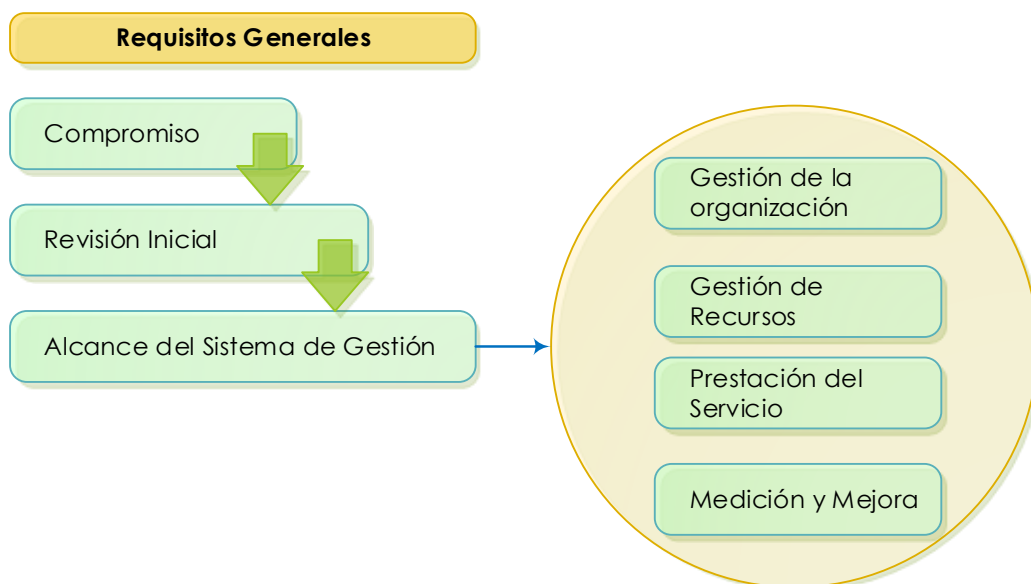 Requisitos Generales
Compromiso
Revisión Inicial
Alcance del Sistema de Gestión
Gestión de la
organización
Gestión de
Recursos
Prestación del
Servicio
Medición y Mejora